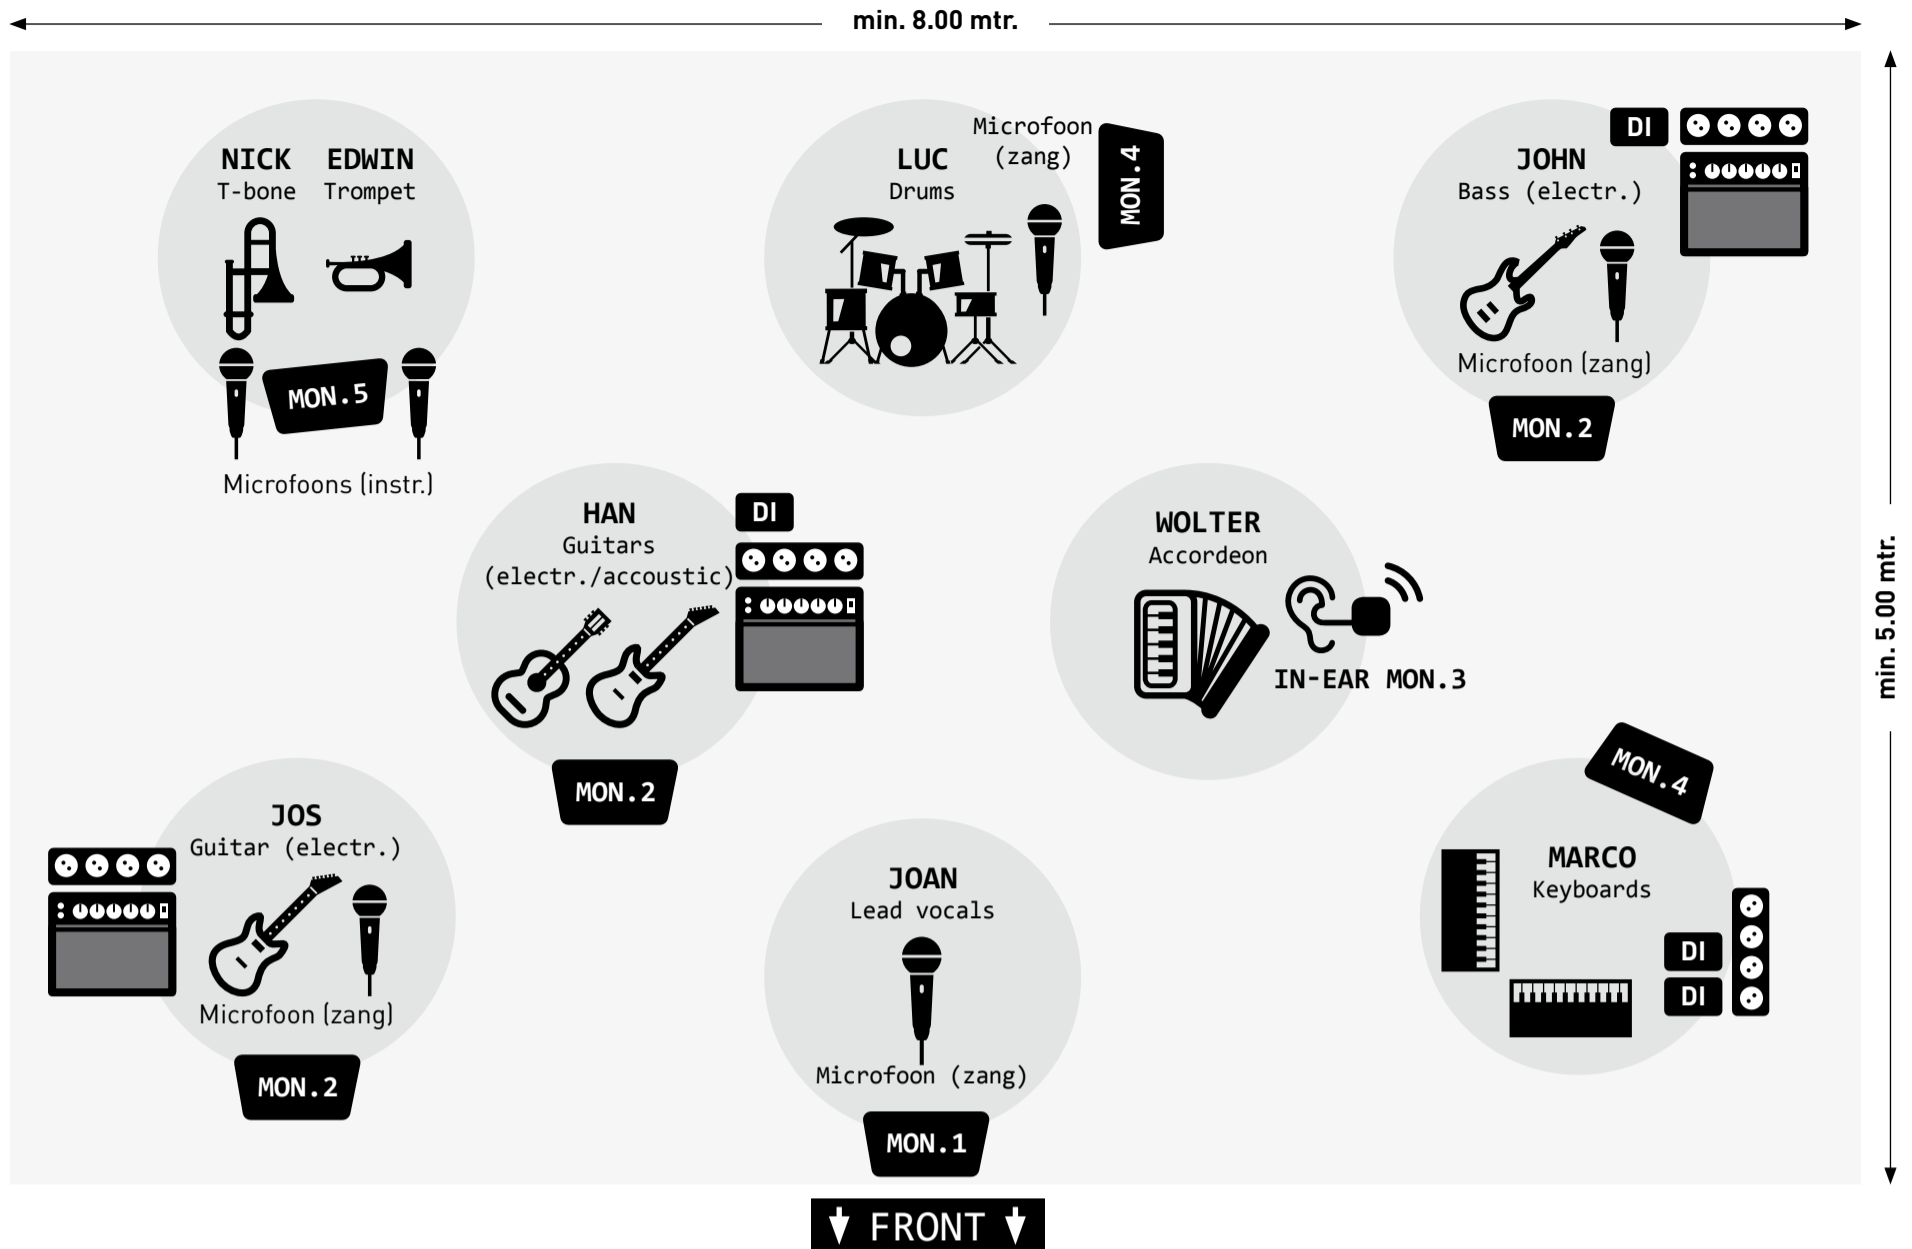 min. 8.00 mtr.
NICK
T-bone
EDWIN
Trompet
MON.5
Microfoons (instr.)
LUC
Drums
Microfoon
(zang)
MON.4
JOHN
Bass (electr.)
DI
Microfoon (zang)
MON.2
HAN
Guitars
(electr./accoustic)
DI
MON.2
WOLTER
Accordeon
IN-EAR MON.3
min. 5.00 mtr.
JOS
Guitar (electr.)
Microfoon (zang)
MON.2
JOAN
Lead vocals
Microfoon (zang)
MON.1
MON.4
MARCO
Keyboards
DI
DI
FRONT